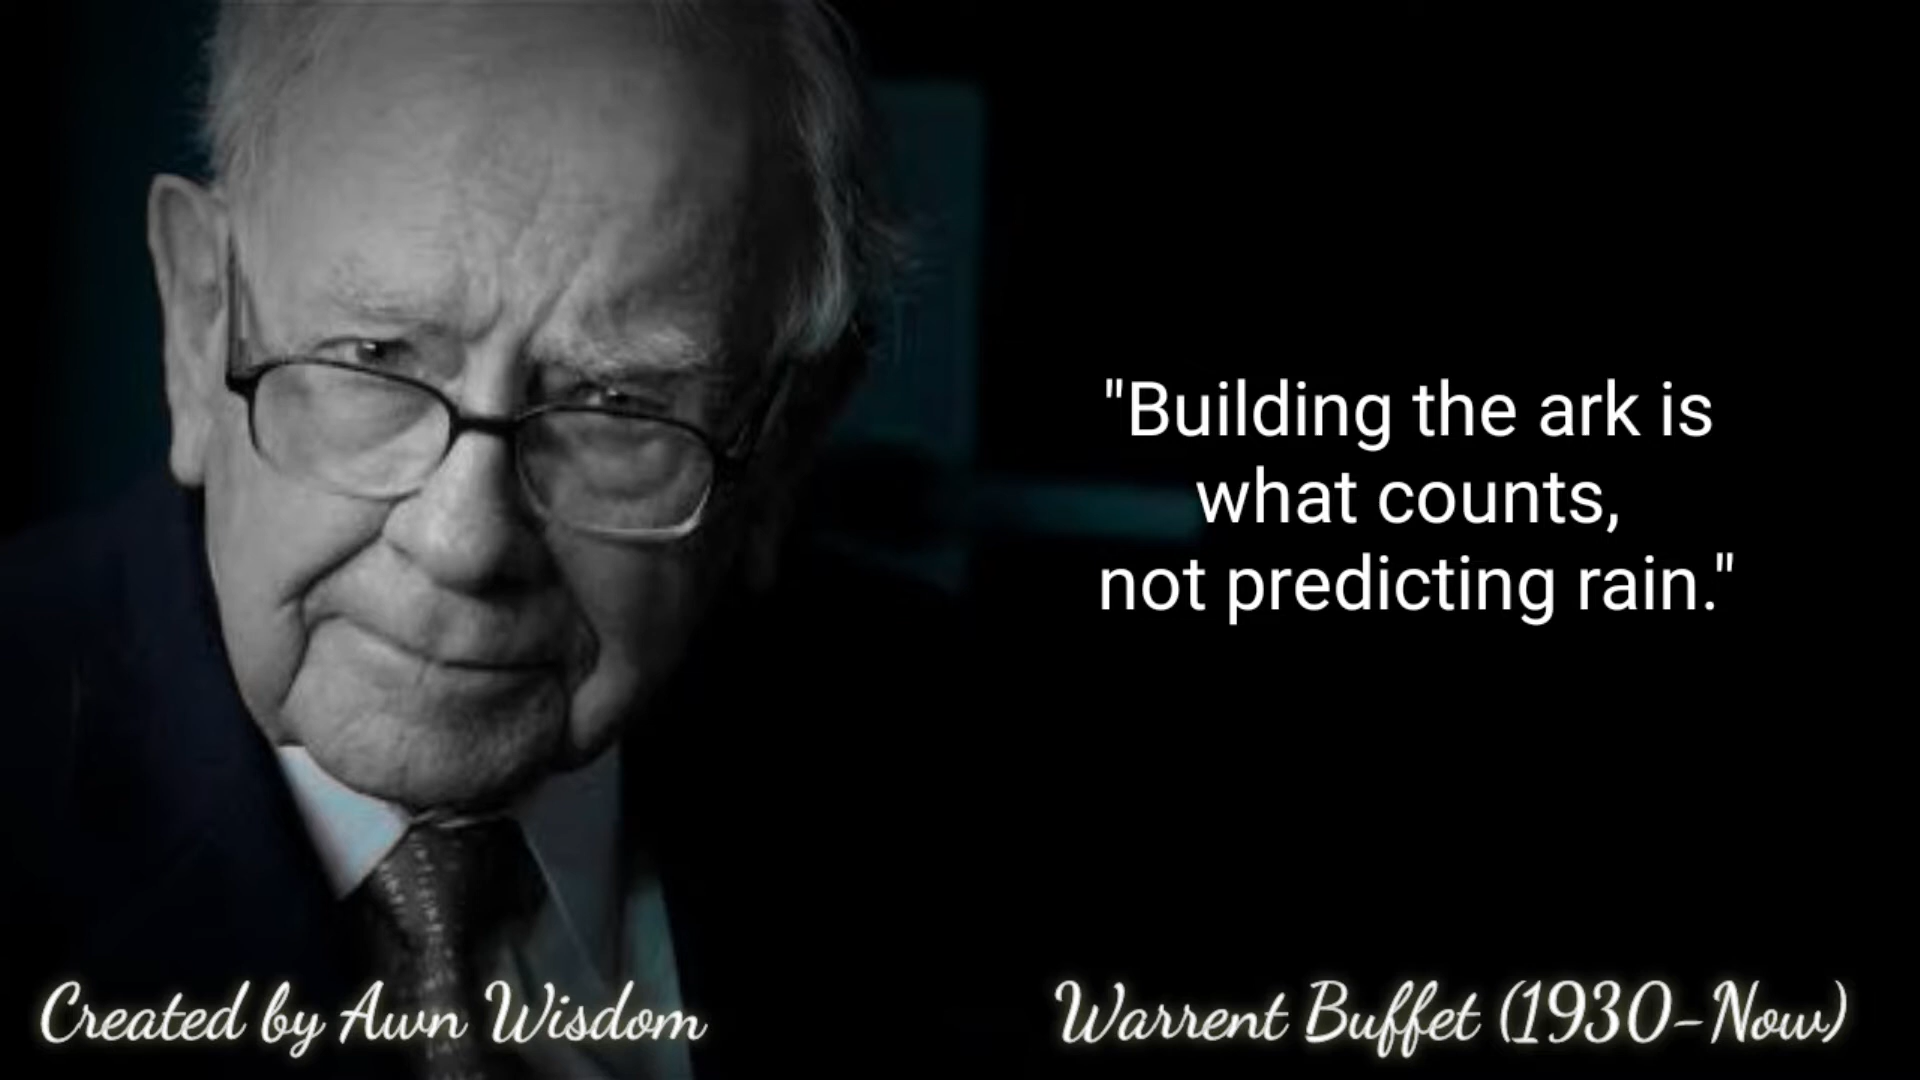 "Building the ark is
what counts,
not predicting rain."
Created by Awn Wisdom
Warrent Buffet (1930-Now)